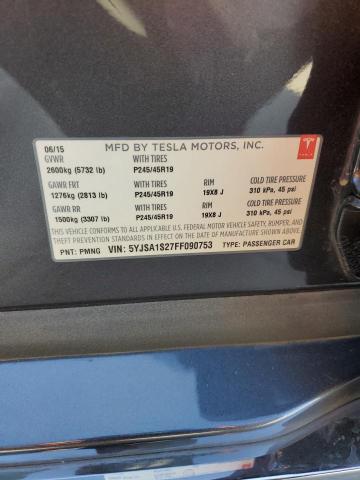 06/15 MFD BY TESLA MOTORS, INC.
GVWR WITH TIRES
2600kg (5732 lb) P245/45R19
GAWR FRT WITH TIRES RIM COLD TIRE PRESSURE
1276kg (2813 lb) P245/45R19 19X8 J 310 kPa, 45 psi
GAWR RR WITH TIRES RIM COLD TIRE PRESSURE
1500kg (3307 lb) P245/45R19 19X8 J 310 kPa, 45 psi
THIS VEHICLE CONFORMS TO ALL APPLICABLE U.S. FEDERAL MOTOR VEHICLE SAFETY, BUMPER, AND
THEFT PREVENTION STANDARDS IN EFFECT ON THE DATE OF MANUFACTURE SHOWN ABOVE.
PNT: PMNG VIN: 5YJSA1S27FF090753 TYPE: PASSENGER CAR
TESLA